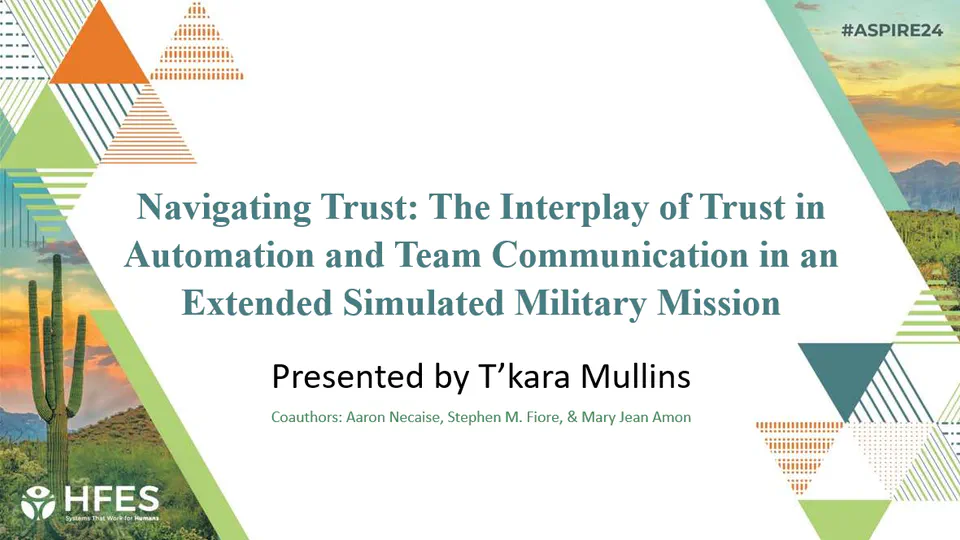 #ASPIRE24
Navigating Trust: The Interplay of Trust in
Automation and Team Communication in an
Extended Simulated Military Mission
Presented by T’kara Mullins
Coauthors: Aaron Necaise, Stephen M. Fiore, & Mary Jean Amon
HFES
Systems That Work for Humans